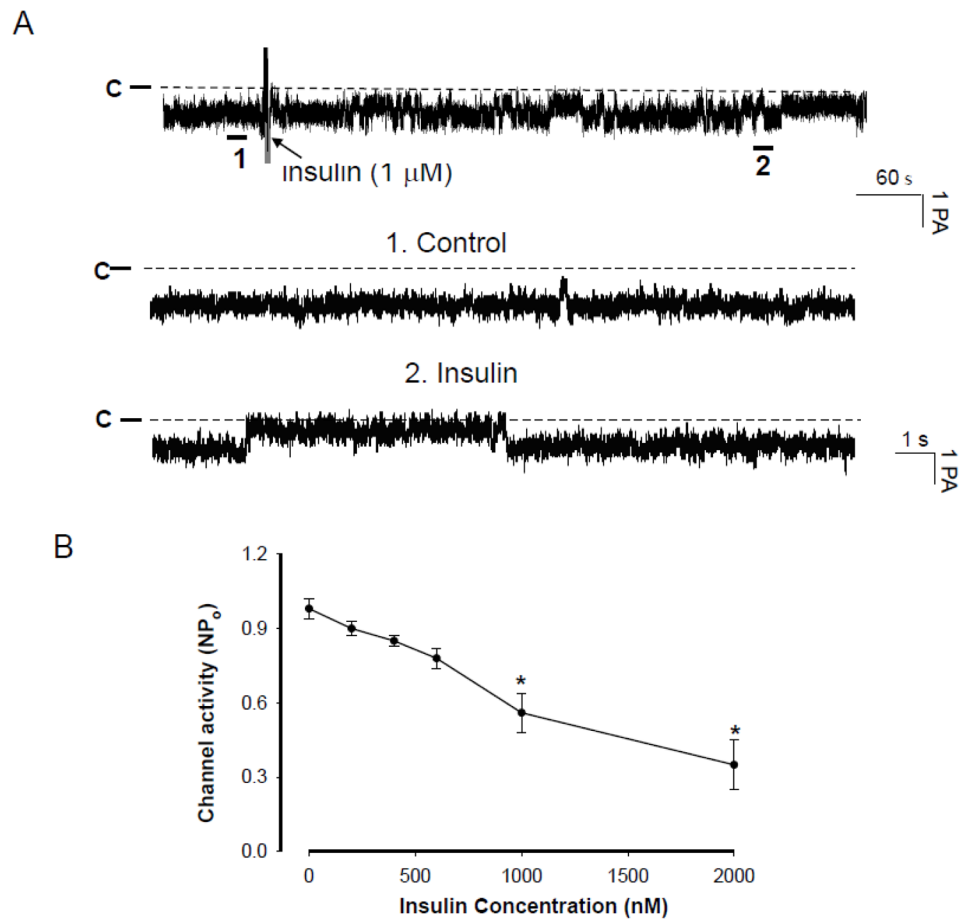 A
C
1
2
insulin (1 μM)
60 s
1 PA
1. Control
C
2. Insulin
C
1 s
1 PA
B
Channel activity (NPo)
1.2
0.9
0.6
0.3
0.0
*
*
0 500 1000 1500 2000
Insulin Concentration (nM)